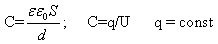 C=εε₀S/d ;   C=q/U   q = const